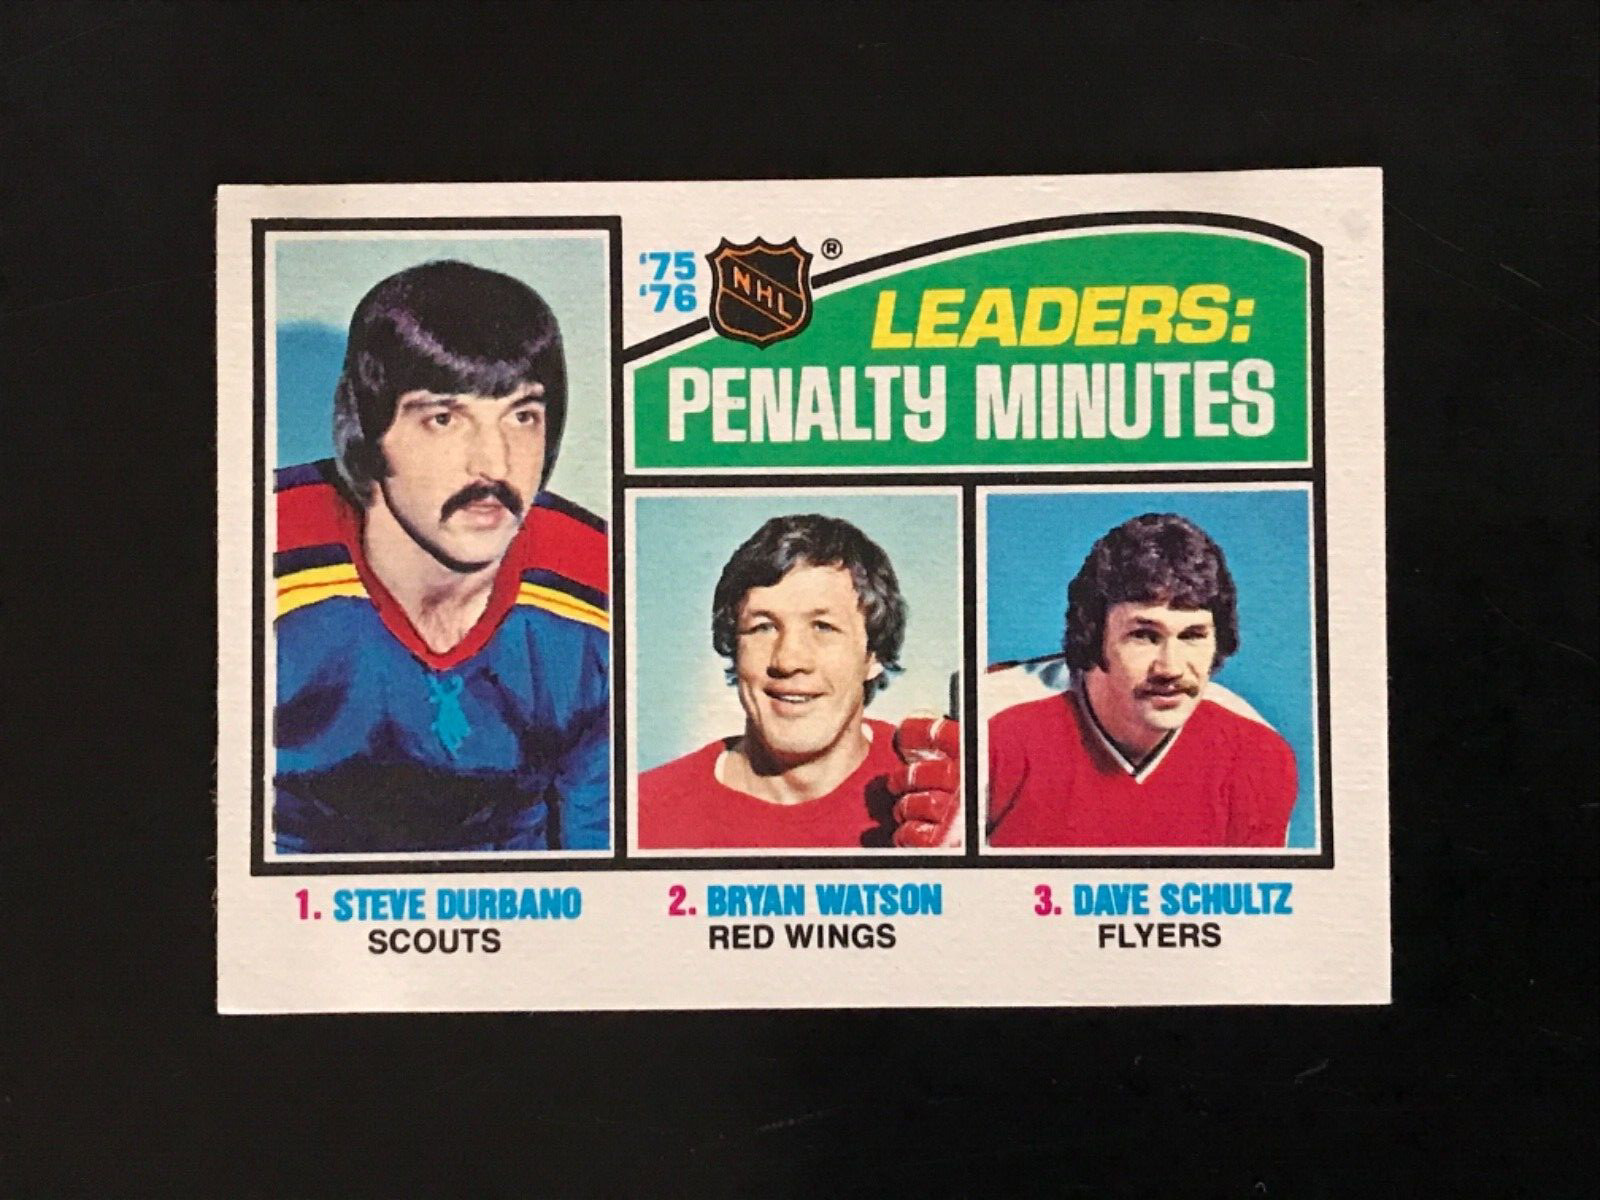 '75
'76
NHL
®
LEADERS:
PENALTY MINUTES
1. STEVE DURBANO
SCOUTS
2. BRYAN WATSON
RED WINGS
3. DAVE SCHULTZ
FLYERS